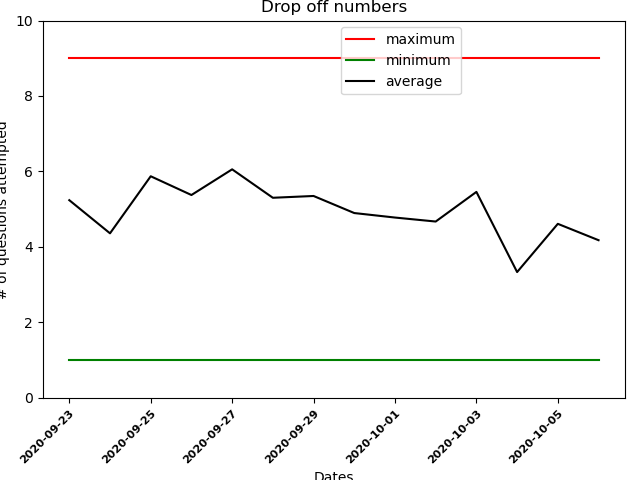 Drop off numbers
maximum
minimum
average
# of questions attempted
10
8
6
4
2
0
2020-09-23
2020-09-25
2020-09-27
2020-09-29
2020-10-01
2020-10-03
2020-10-05
Dates